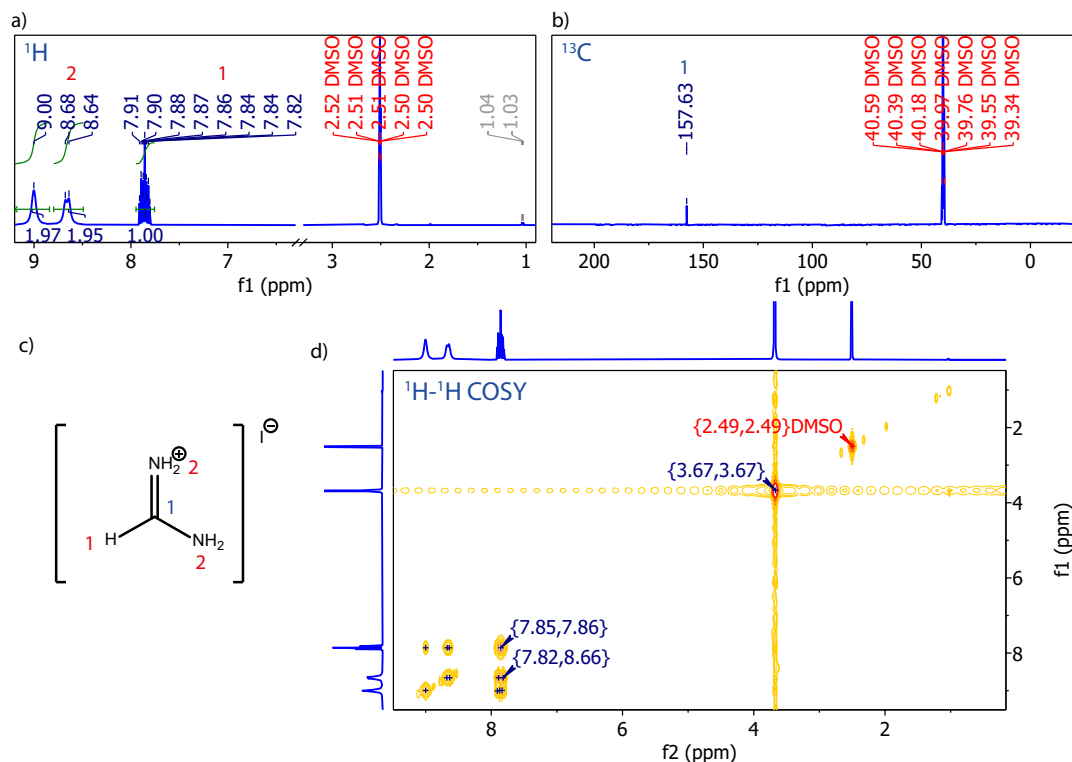 a)
¹H
2
1
9.00
8.68
8.64
7.91
7.90
7.88
7.87
7.86
7.84
7.84
7.82
2.52 DMSO
2.51 DMSO
2.51 DMSO
2.50 DMSO
2.50 DMSO
1.04
1.03
1.97
1.95
1.00
9 8 7 3 2 1
f1 (ppm)
b)
¹³C
1
157.63
40.59 DMSO
40.39 DMSO
40.18 DMSO
39.97 DMSO
39.76 DMSO
39.55 DMSO
39.34 DMSO
200 150 100 50 0
f1 (ppm)
c)
I⊖
⊕
NH₂ 2
1
1 H
NH₂
2
d)
¹H-¹H COSY
{2.49,2.49}DMSO
{3.67,3.67}
{7.85,7.86}
{7.82,8.66}
2
4
6
8
f1 (ppm)
8 6 4 2
f2 (ppm)